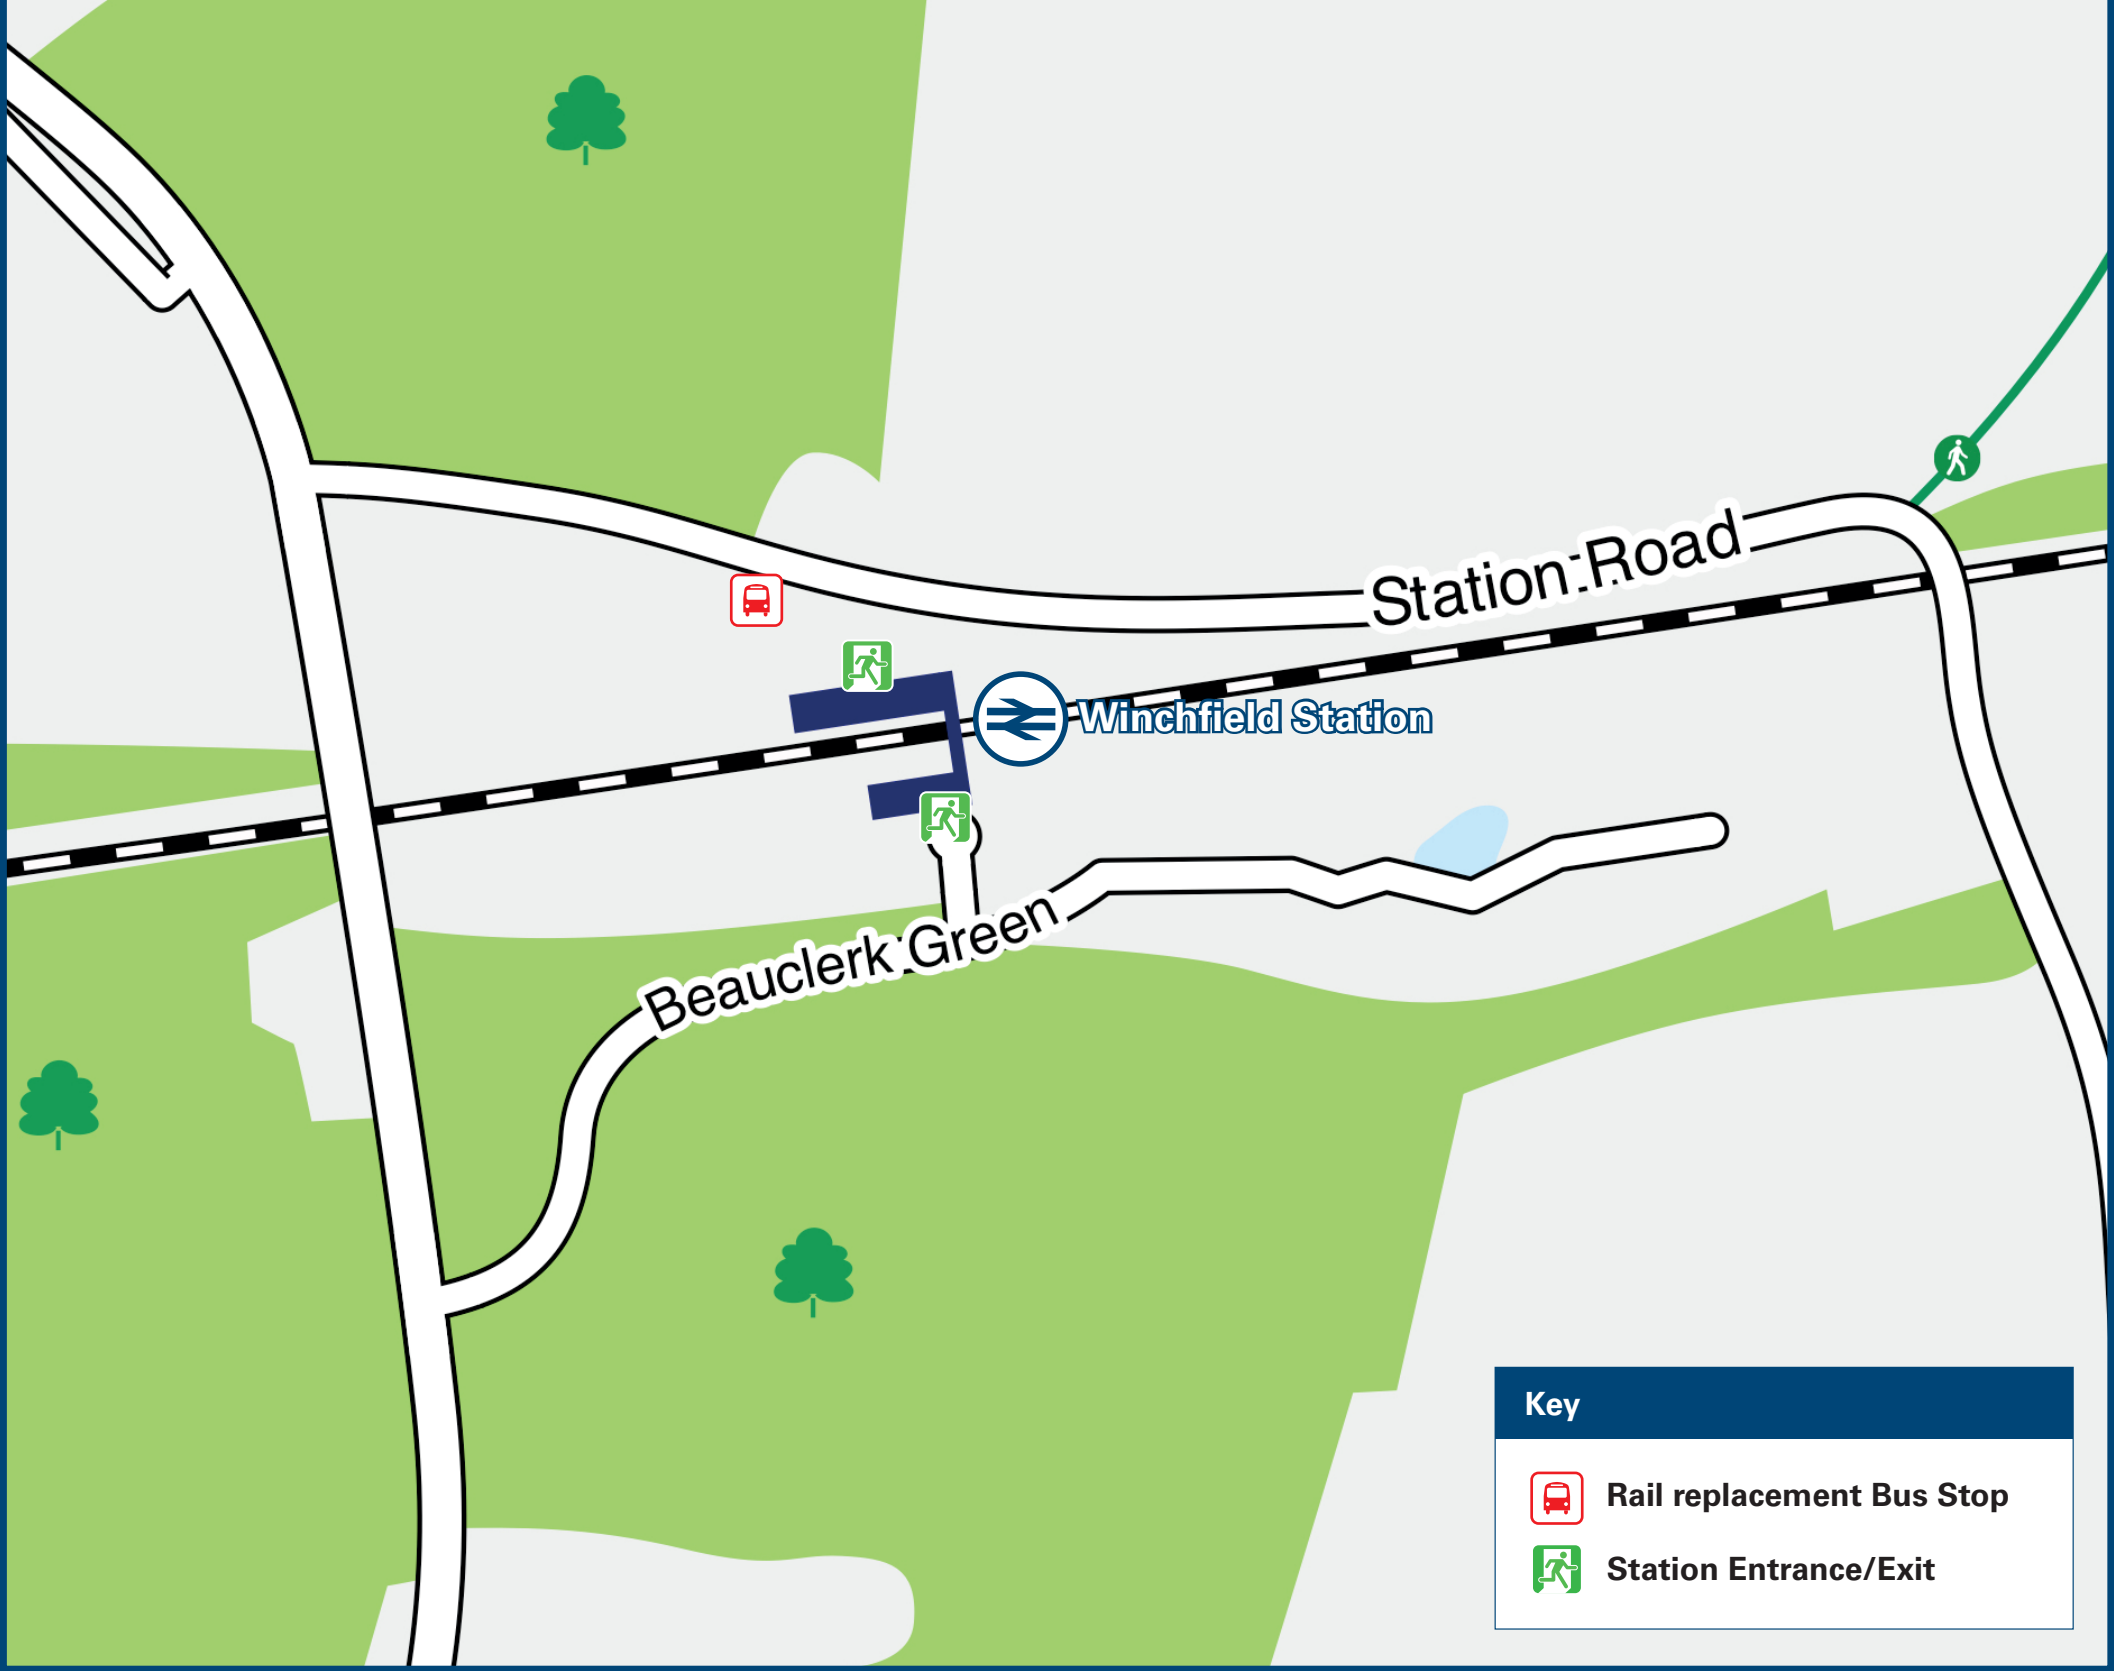 Station Road
Winchfield Station
Beauclerk Green
Key
Rail replacement Bus Stop
Station Entrance/Exit